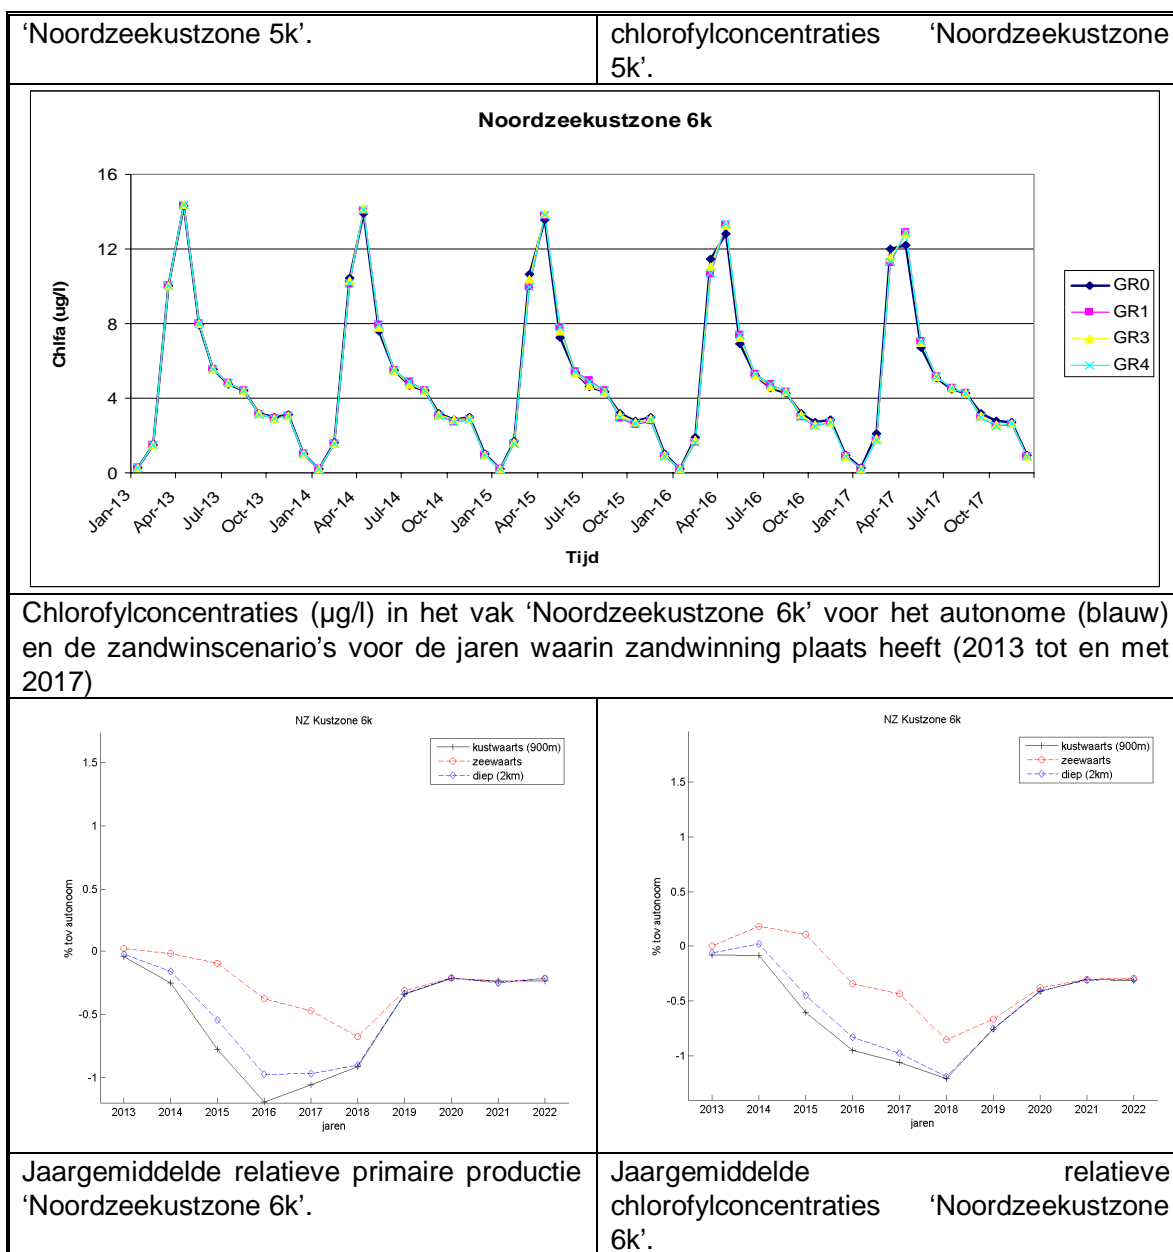 ‘Noordzeekustzone 5k’.
chlorofylconcentraties ‘Noordzeekustzone
5k’.
Noordzeekustzone 6k
16
12
8
4
0
Chlfa (ug/l)
Jan-13
Apr-13
Jul-13
Oct-13
Jan-14
Apr-14
Jul-14
Oct-14
Jan-15
Apr-15
Jul-15
Oct-15
Jan-16
Apr-16
Jul-16
Oct-16
Jan-17
Apr-17
Jul-17
Oct-17
Tijd
GR0
GR1
GR3
GR4
Chlorofylconcentraties (µg/l) in het vak ‘Noordzeekustzone 6k’ voor het autonome (blauw)
en de zandwinscenario’s voor de jaren waarin zandwinning plaats heeft (2013 tot en met
2017)
NZ Kustzone 6k
kustwaarts (900m)
zeewaarts
diep (2km)
1.5
1
0.5
0
-0.5
-1
% tov autonoom
2013 2014 2015 2016 2017 2018 2019 2020 2021 2022
jaren
NZ Kustzone 6k
kustwaarts (900m)
zeewaarts
diep (2km)
1.5
1
0.5
0
-0.5
-1
% tov autonoom
2013 2014 2015 2016 2017 2018 2019 2020 2021 2022
jaren
Jaargemiddelde relatieve primaire productie
‘Noordzeekustzone 6k’.
Jaargemiddelde relatieve
chlorofylconcentraties ‘Noordzeekustzone
6k’.